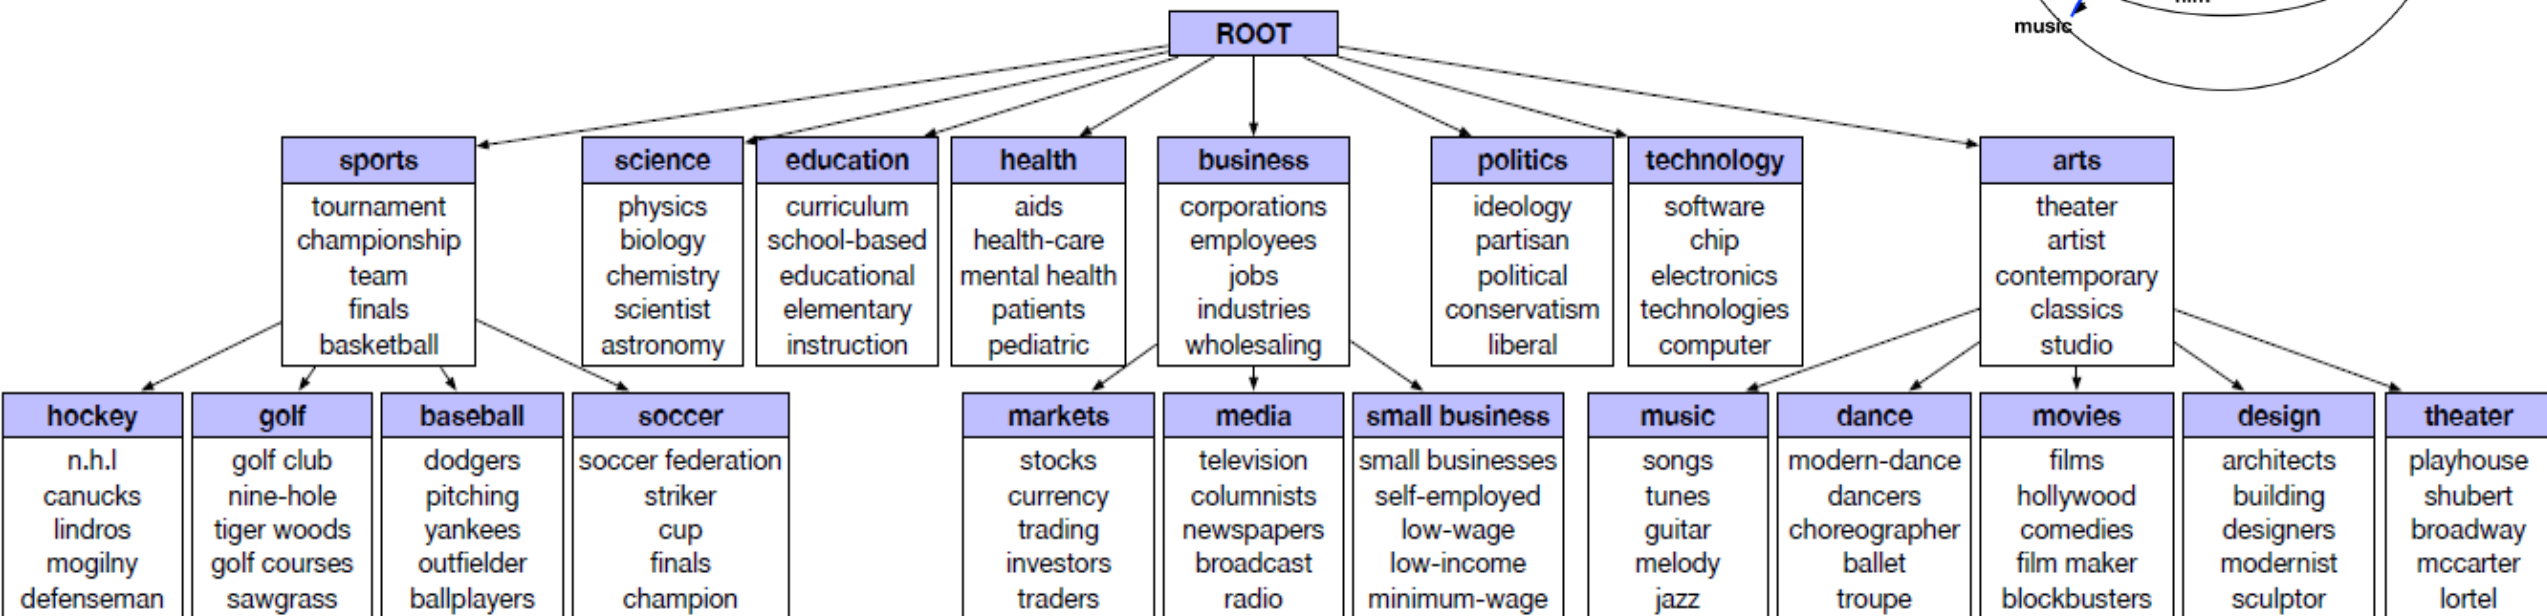 music
ROOT
sports
tournament
championship
team
finals
basketball
science
physics
biology
chemistry
scientist
astronomy
education
curriculum
school-based
educational
elementary
instruction
health
aids
health-care
mental health
patients
pediatric
business
corporations
employees
jobs
industries
wholesaling
politics
ideology
partisan
political
conservatism
liberal
technology
software
chip
electronics
technologies
computer
arts
theater
artist
contemporary
classics
studio
hockey
n.h.l
canucks
lindros
mogilny
defenseman
golf
golf club
nine-hole
tiger woods
golf courses
sawgrass
baseball
dodgers
pitching
yankees
outfielder
ballplayers
soccer
soccer federation
striker
cup
finals
champion
markets
stocks
currency
trading
investors
traders
media
television
columnists
newspapers
broadcast
radio
small business
small businesses
self-employed
low-wage
low-income
minimum-wage
music
songs
tunes
guitar
melody
jazz
dance
modern-dance
dancers
choreographer
ballet
troupe
movies
films
hollywood
comedies
film maker
blockbusters
design
architects
building
designers
modernist
sculptor
theater
playhouse
shubert
broadway
mccarter
lortel